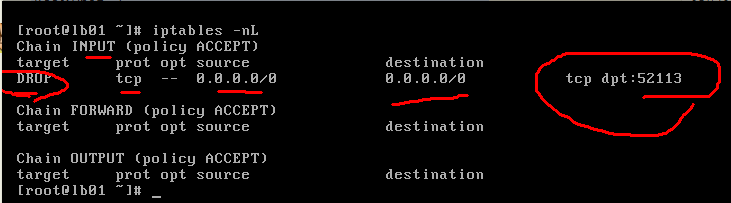 [root@lb01 ~]# iptables -nL
Chain INPUT (policy ACCEPT)
target prot opt source destination
DROP tcp -- 0.0.0.0/0 0.0.0.0/0 tcp dpt:52113
Chain FORWARD (policy ACCEPT)
target prot opt source destination
Chain OUTPUT (policy ACCEPT)
target prot opt source destination
[root@lb01 ~]# _